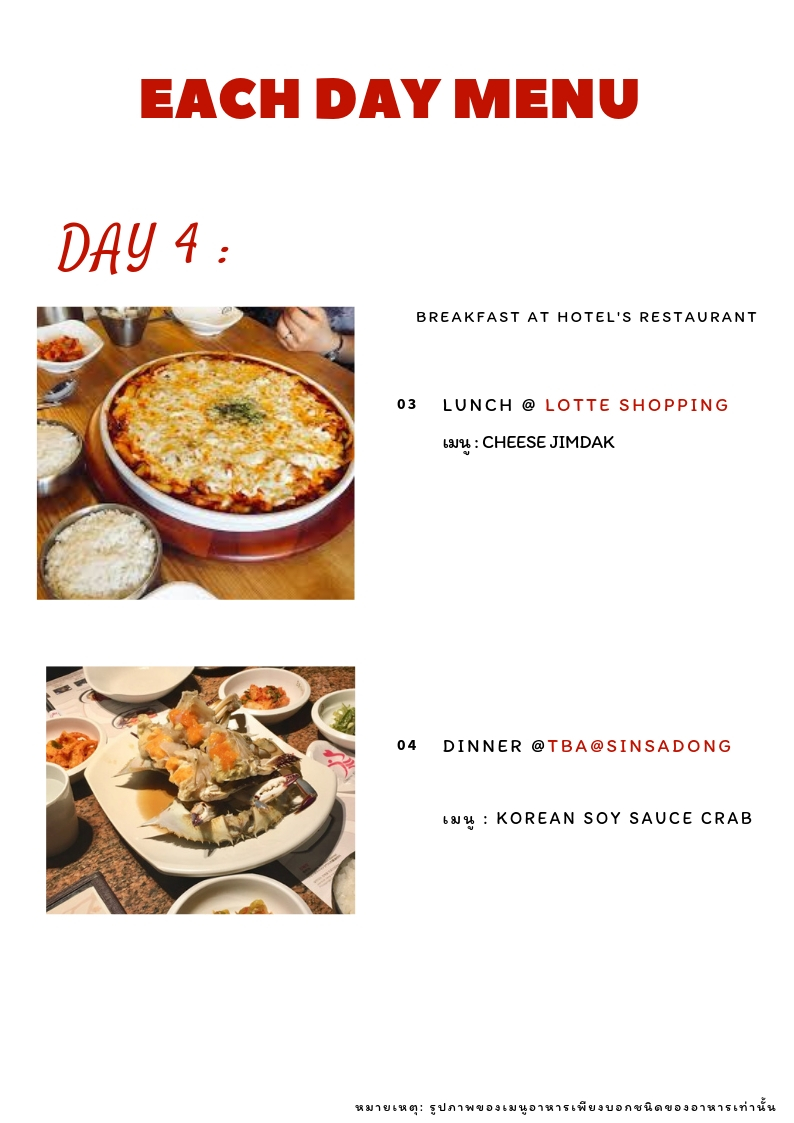 EACH DAY MENU
DAY 4 :
BREAKFAST AT HOTEL'S RESTAURANT
03 LUNCH @ LOTTE SHOPPING
เมนู : CHEESE JIMDAK
04 DINNER @TBA@SINSADONG
เมนู : KOREAN SOY SAUCE CRAB
หมายเหตุ: รูปภาพของเมนูอาหารเพียงบอกชนิดของอาหารเท่านั้น